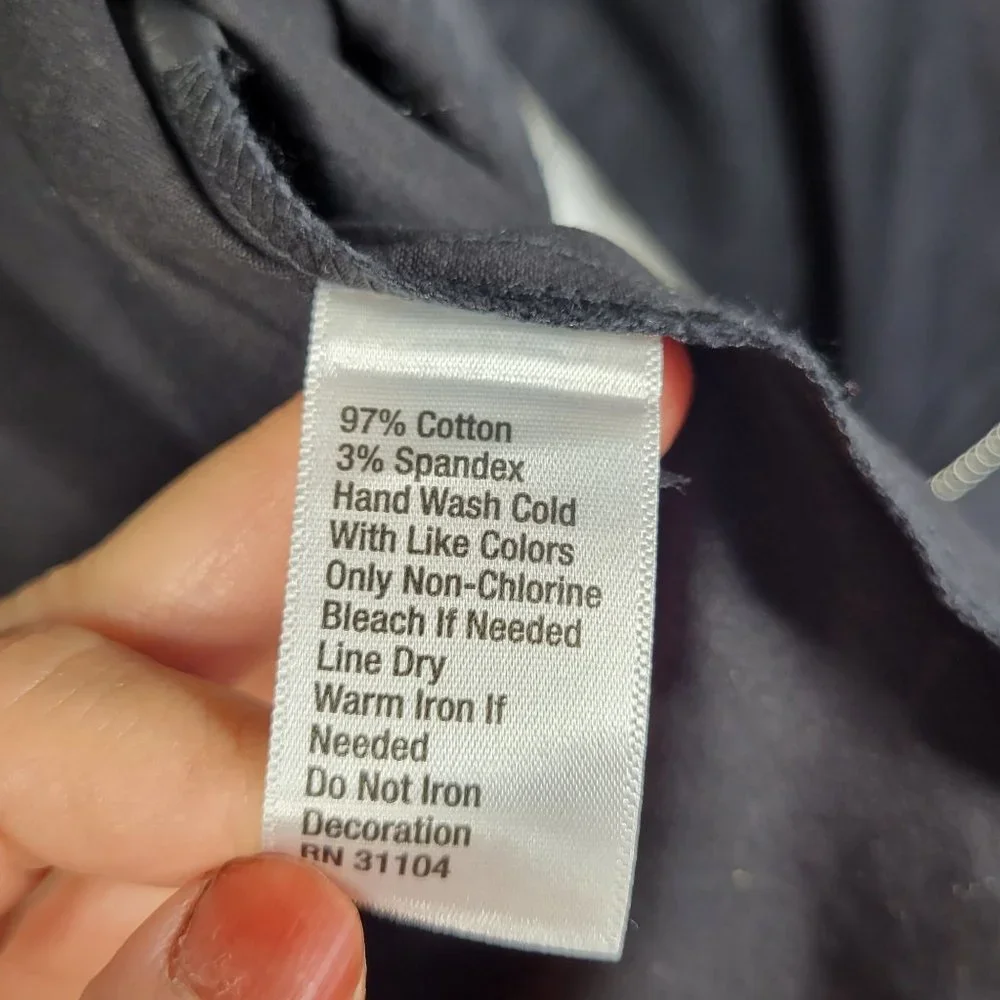 97% Cotton
3% Spandex
Hand Wash Cold
With Like Colors
Only Non-Chlorine
Bleach If Needed
Line Dry
Warm Iron If
Needed
Do Not Iron
Decoration
RN 31104